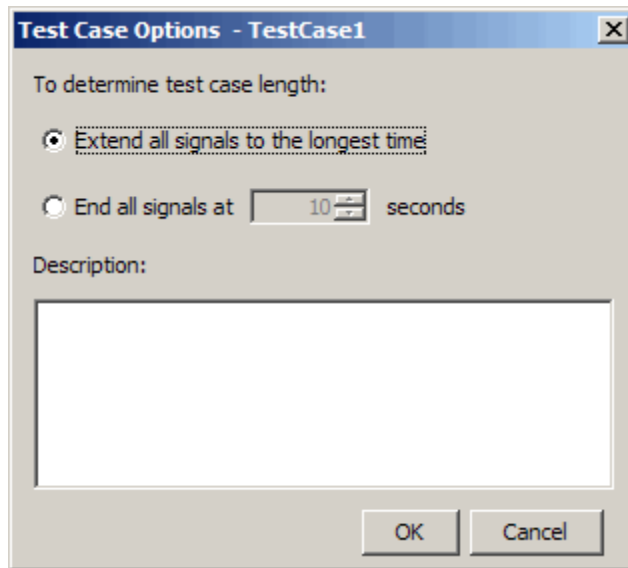 Test Case Options - TestCase1
To determine test case length:
Extend all signals to the longest time
End all signals at 10 seconds
Description:
OK Cancel